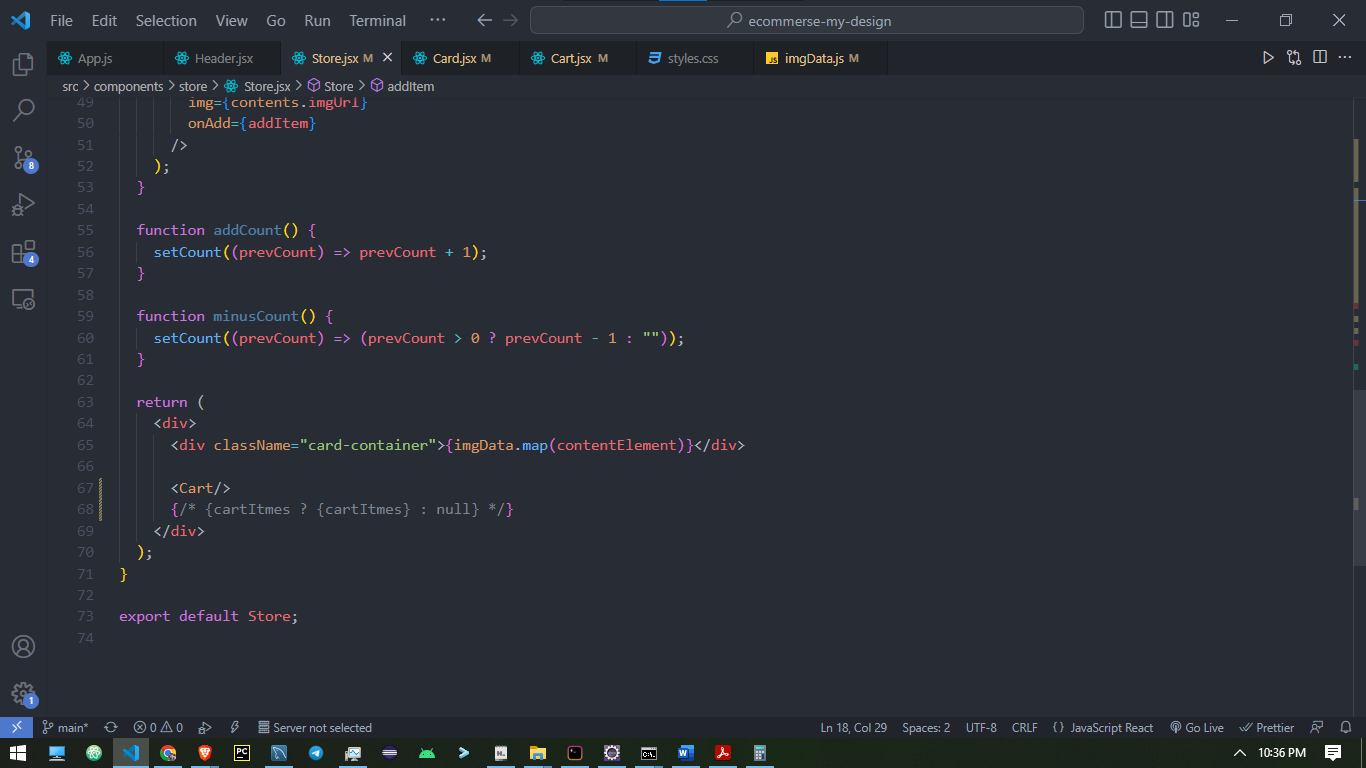 File Edit Selection View Go Run Terminal ··· ← → ecommerse-my-design
App.js Header.jsx Store.jsx M Card.jsx M Cart.jsx M styles.css JS imgData.js M
src > components > store > Store.jsx > Store > addItem
49 img={contents.imgUrl}
50 onAdd={addItem}
51 />
52 );
53 }
54
55 function addCount() {
56 setCount((prevCount) => prevCount + 1);
57 }
58
59 function minusCount() {
60 setCount((prevCount) => (prevCount > 0 ? prevCount - 1 : ""));
61 }
62
63 return (
64 <div>
65 <div className="card-container">{imgData.map(contentElement)}</div>
66
67 <Cart/>
68 {/* {cartItmes ? {cartItmes} : null} */}
69 </div>
70 );
71 }
72
73 export default Store;
74
8
4
1
main* 0 0 Server not selected Ln 18, Col 29 Spaces: 2 UTF-8 CRLF {} JavaScript React Go Live Prettier
PC W 10:36 PM